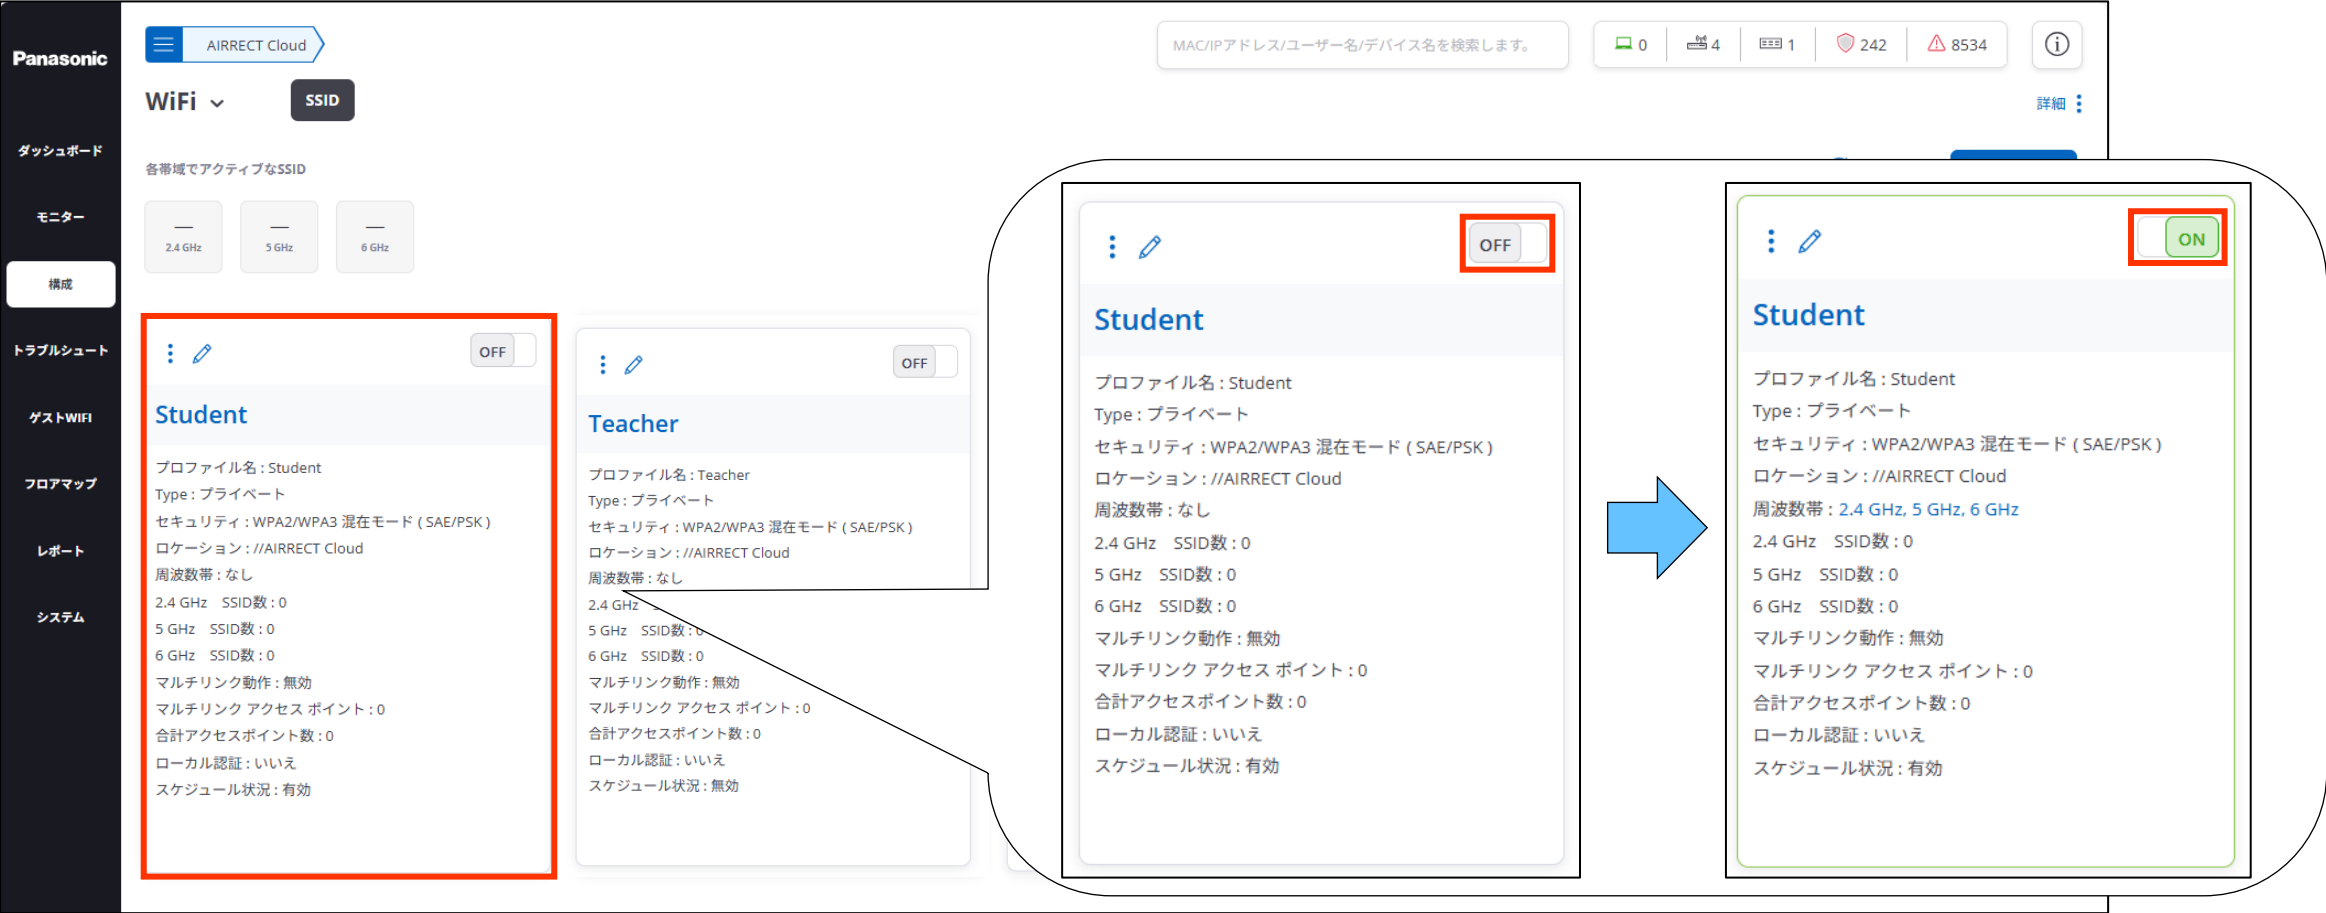 Panasonic
AIRRECT Cloud
MAC/IPアドレス/ユーザー名/デバイス名を検索します。
0
4
1
242
8534
WiFi
SSID
詳細
ダッシュボード
モニター
構成
トラブルシュート
ゲストWIFI
フロアマップ
レポート
システム
各帯域でアクティブなSSID
—
2.4 GHz
—
5 GHz
—
6 GHz
OFF
Student
プロファイル名 : Student
Type : プライベート
セキュリティ : WPA2/WPA3 混在モード ( SAE/PSK )
ロケーション : //AIRRECT Cloud
周波数帯 : なし
2.4 GHz SSID数 : 0
5 GHz SSID数 : 0
6 GHz SSID数 : 0
マルチリンク動作 : 無効
マルチリンク アクセス ポイント : 0
合計アクセスポイント数 : 0
ローカル認証 : いいえ
スケジュール状況 : 有効
OFF
Teacher
プロファイル名 : Teacher
Type : プライベート
セキュリティ : WPA2/WPA3 混在モード ( SAE/PSK )
ロケーション : //AIRRECT Cloud
周波数帯 : なし
2.4 GHz
5 GHz SSID数 : 0
6 GHz SSID数 : 0
マルチリンク動作 : 無効
マルチリンク アクセス ポイント : 0
合計アクセスポイント数 : 0
ローカル認証 : いいえ
スケジュール状況 : 無効
OFF
Student
プロファイル名 : Student
Type : プライベート
セキュリティ : WPA2/WPA3 混在モード ( SAE/PSK )
ロケーション : //AIRRECT Cloud
周波数帯 : なし
2.4 GHz SSID数 : 0
5 GHz SSID数 : 0
6 GHz SSID数 : 0
マルチリンク動作 : 無効
マルチリンク アクセス ポイント : 0
合計アクセスポイント数 : 0
ローカル認証 : いいえ
スケジュール状況 : 有効
ON
Student
プロファイル名 : Student
Type : プライベート
セキュリティ : WPA2/WPA3 混在モード ( SAE/PSK )
ロケーション : //AIRRECT Cloud
周波数帯 : 2.4 GHz, 5 GHz, 6 GHz
2.4 GHz SSID数 : 0
5 GHz SSID数 : 0
6 GHz SSID数 : 0
マルチリンク動作 : 無効
マルチリンク アクセス ポイント : 0
合計アクセスポイント数 : 0
ローカル認証 : いいえ
スケジュール状況 : 有効